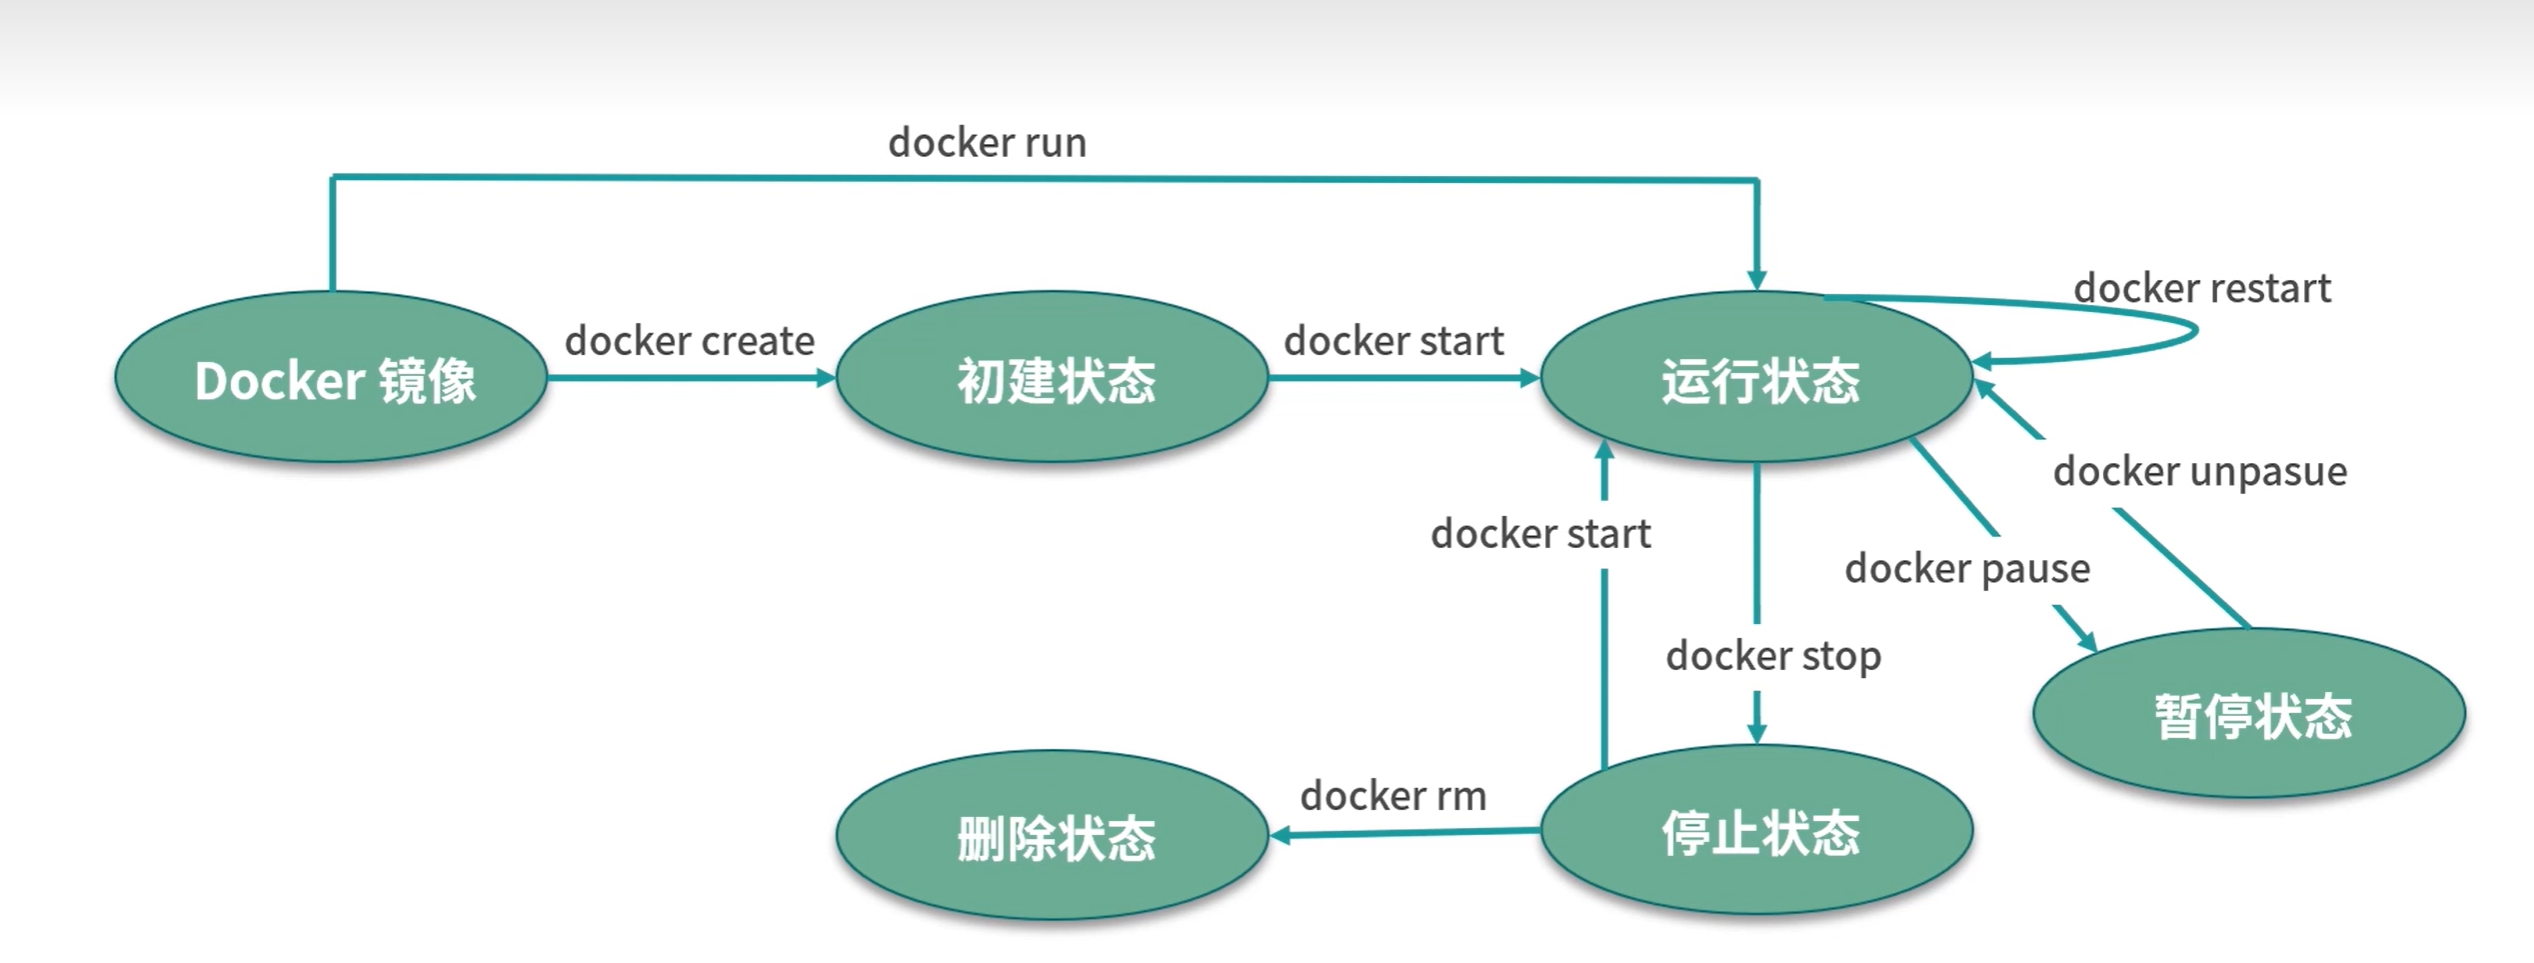 docker run
docker restart
docker create
docker start
Docker 镜像
初建状态
运行状态
docker unpasue
docker start
docker pause
docker stop
暂停状态
docker rm
删除状态
停止状态